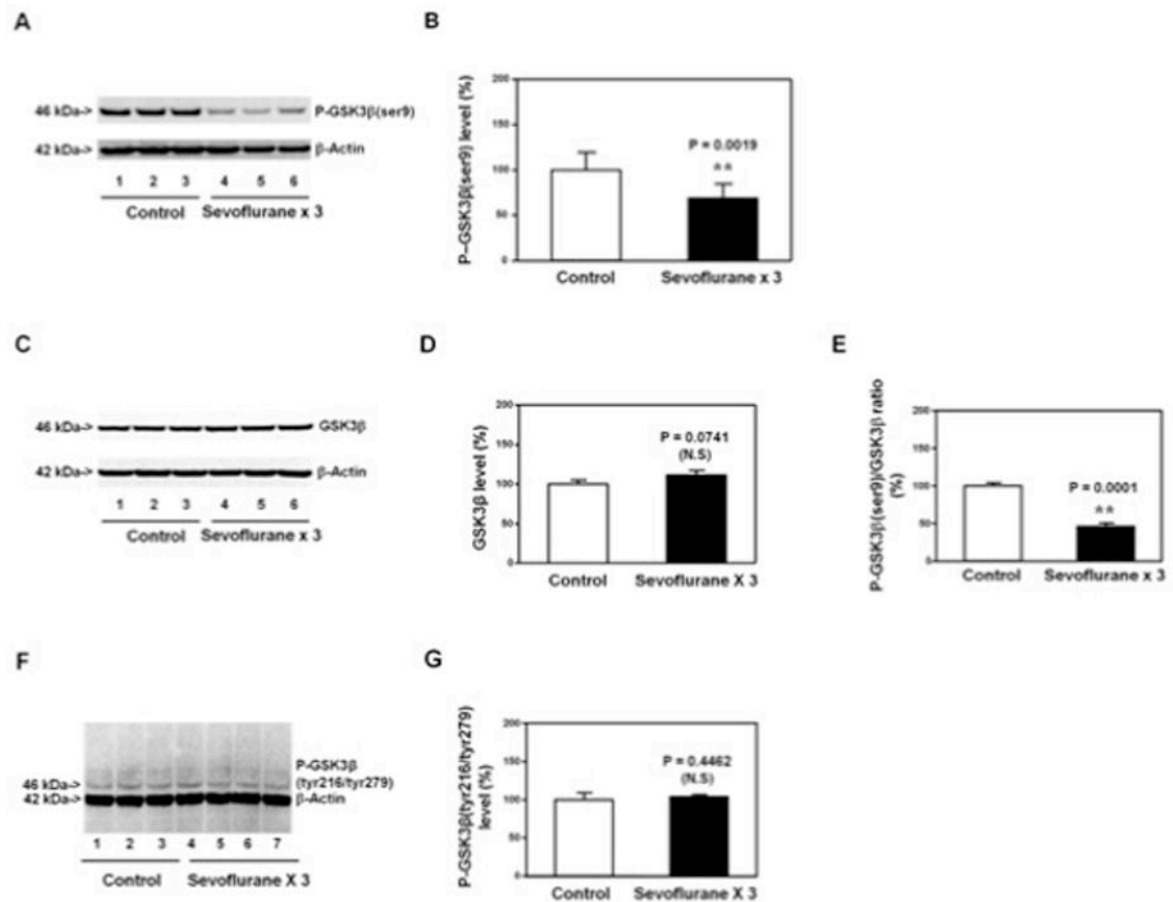 A
46 kDa->
P-GSK3β(ser9)
42 kDa->
β-Actin
1 2 3 4 5 6
Control Sevoflurane x 3
B
P-GSK3β(ser9) level (%)
200
150
100
50
0
P = 0.0019
**
Control Sevoflurane x 3
C
46 kDa->
GSK3β
42 kDa->
β-Actin
1 2 3 4 5 6
Control Sevoflurane x 3
D
GSK3β level (%)
200
150
100
50
0
P = 0.0741
(N.S)
Control Sevoflurane X 3
E
P-GSK3β(ser9)/GSK3β ratio
(%)
200
150
100
50
0
P = 0.0001
**
Control Sevoflurane x 3
F
P-GSK3β
46 kDa->
(tyr216/tyr279)
42 kDa->
β-Actin
1 2 3 4 5 6 7
Control Sevoflurane X 3
G
P-GSK3β(tyr216/tyr279)
level (%)
200
150
100
50
0
P = 0.4462
(N.S)
Control Sevoflurane X 3